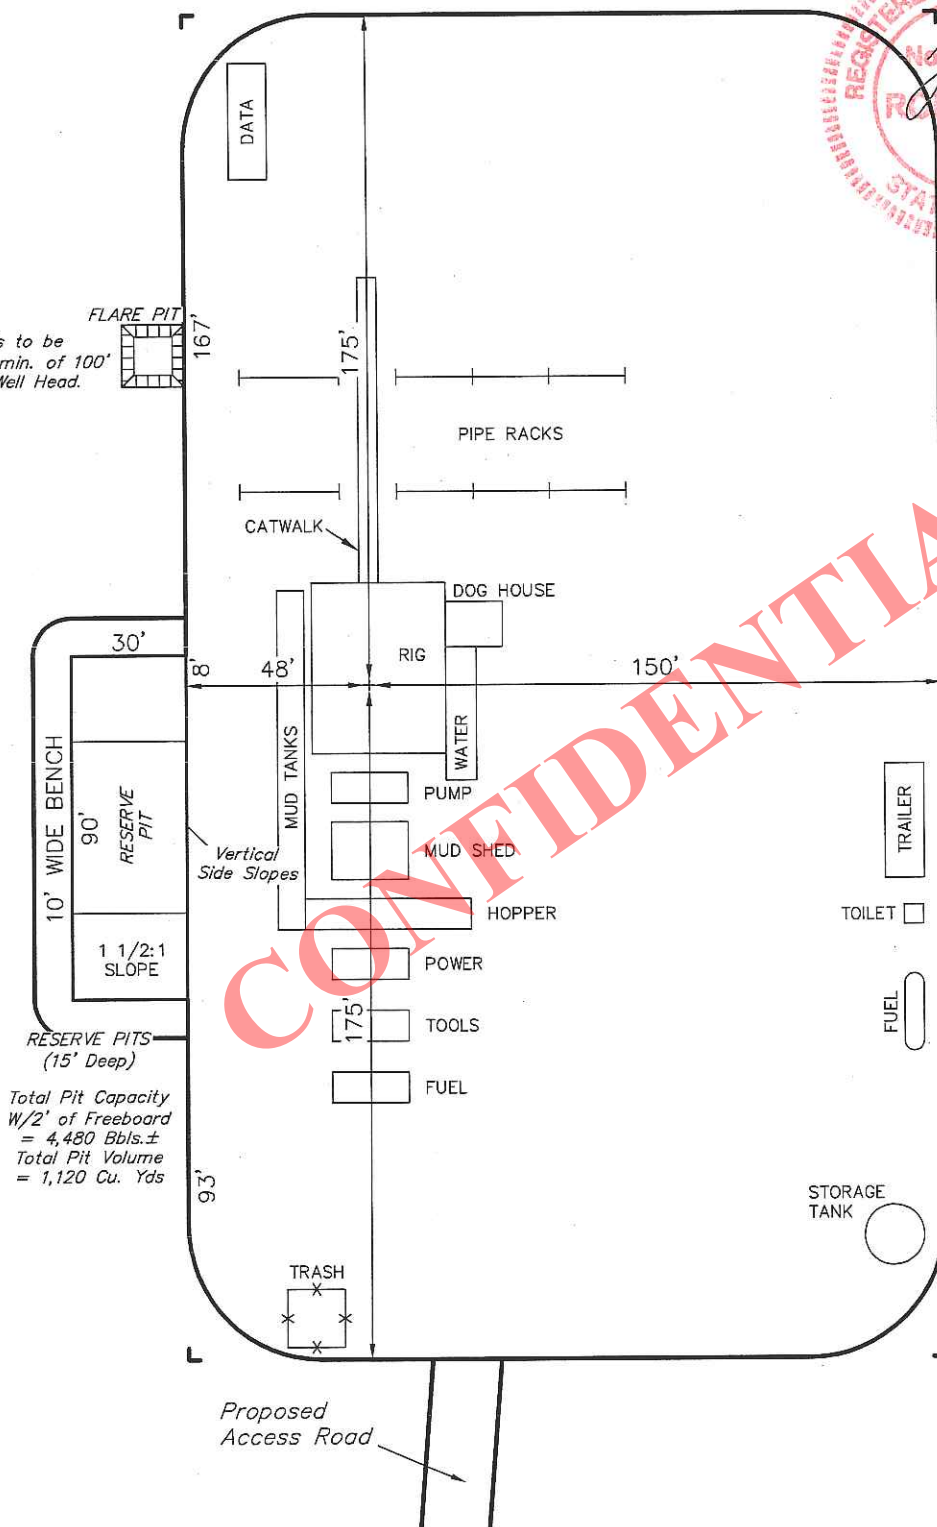 REGISTERED
No
STAT
DATA
FLARE PIT
to be
min. of 100'
Well Head.
167'
175'
PIPE RACKS
CATWALK
DOG HOUSE
RIG
30'
8'
48'
150'
MUD TANKS
WATER
10' WIDE BENCH
90'
RESERVE
PIT
Vertical
Side Slopes
PUMP
MUD SHED
TRAILER
HOPPER
TOILET
1 1/2:1
SLOPE
POWER
175'
TOOLS
FUEL
FUEL
RESERVE PITS
(15' Deep)
Total Pit Capacity
W/2' of Freeboard
= 4,480 Bbls.±
Total Pit Volume
= 1,120 Cu. Yds
93'
STORAGE
TANK
TRASH
Proposed
Access Road
CONFIDENTIA